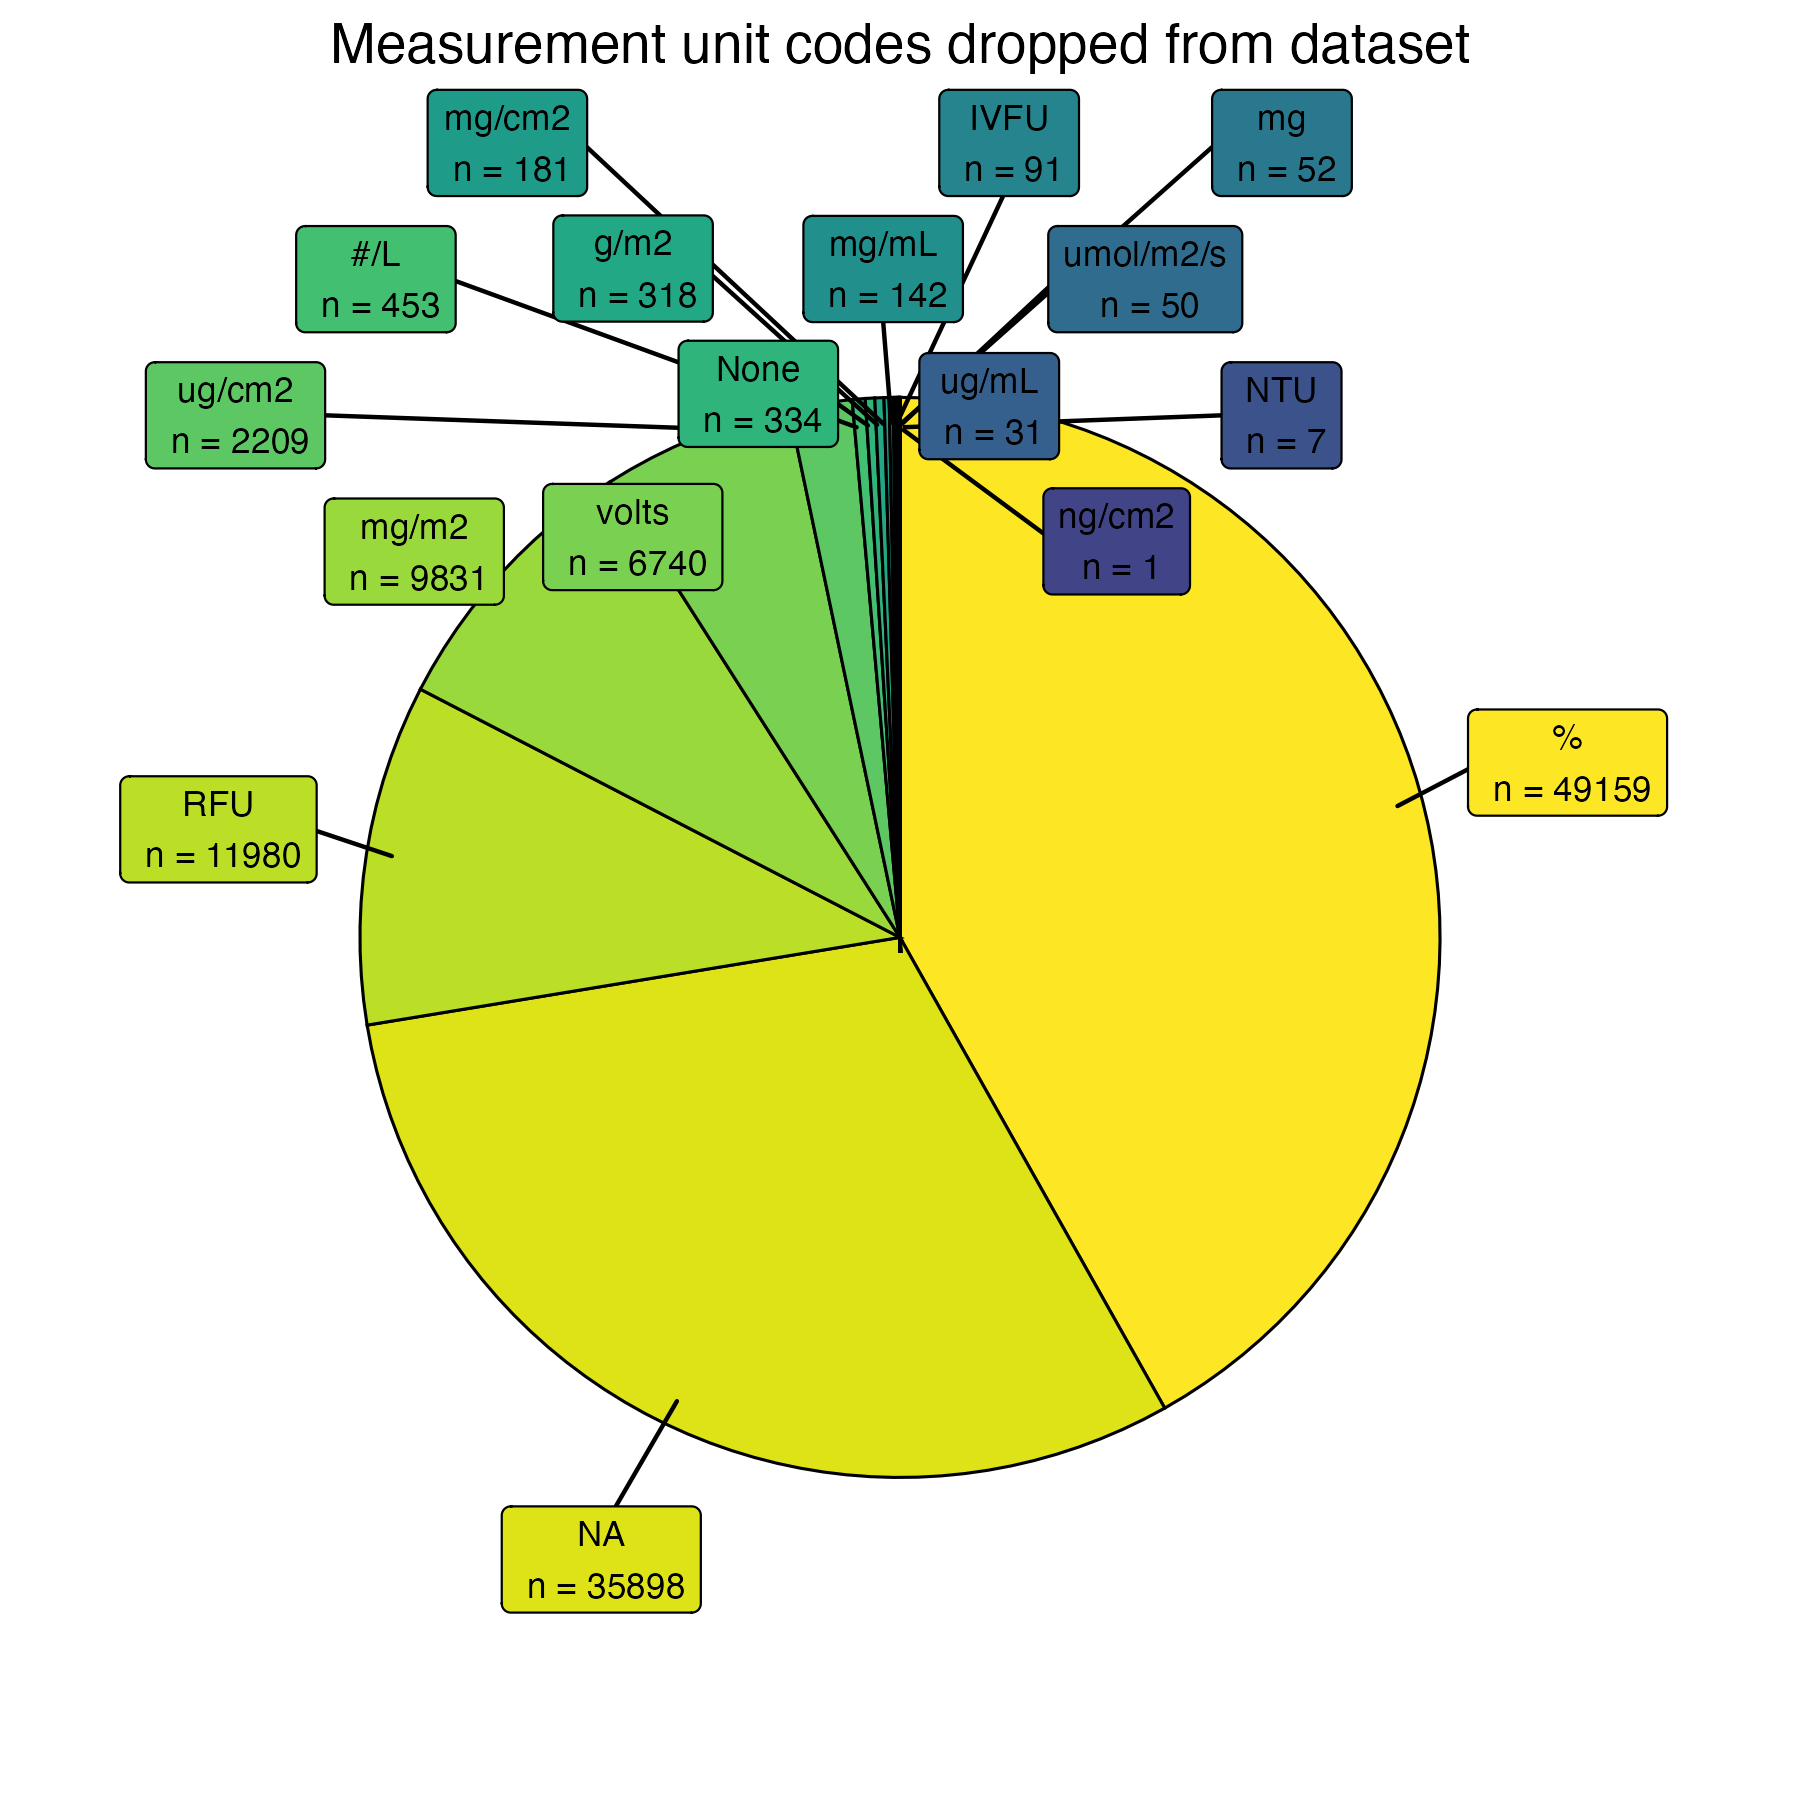 Measurement unit codes dropped from dataset
mg/cm2
n = 181
IVFU
n = 91
mg
n = 52
#/L
n = 453
g/m2
n = 318
mg/mL
n = 142
umol/m2/s
n = 50
ug/cm2
n = 2209
None
n = 334
ug/mL
n = 31
NTU
n = 7
mg/m2
n = 9831
volts
n = 6740
ng/cm2
n = 1
%
n = 49159
RFU
n = 11980
NA
n = 35898